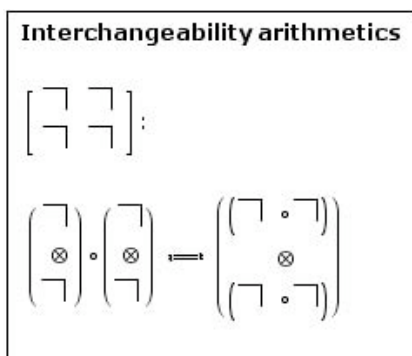 Interchangeability arithmetics
[ ¬ ¬
¬ ¬ ] :
( ¬ ⊗ ¬ ) ∘ ( ¬ ⊗ ¬ ) ⇌ ( ( ¬ ∘ ¬ ) ⊗ ( ¬ ∘ ¬ ) )